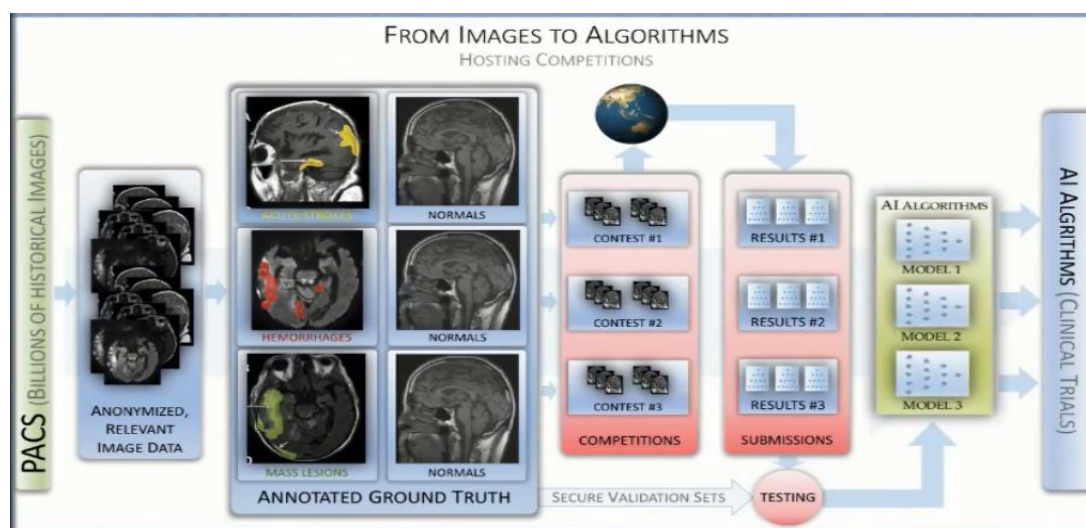 FROM IMAGES TO ALGORITHMS
HOSTING COMPETITIONS
PACS (BILLIONS OF HISTORICAL IMAGES)
ANONYMIZED,
RELEVANT
IMAGE DATA
ACUTE STROKES
NORMALS
HEMORRHAGES
NORMALS
MASS LESIONS
NORMALS
ANNOTATED GROUND TRUTH
CONTEST #1
CONTEST #2
CONTEST #3
COMPETITIONS
RESULTS #1
RESULTS #2
RESULTS #3
SUBMISSIONS
SECURE VALIDATION SETS
TESTING
AI ALGORITHMS
MODEL 1
MODEL 2
MODEL 3
AI ALGRITHMS (CLINICAL TRIALS)